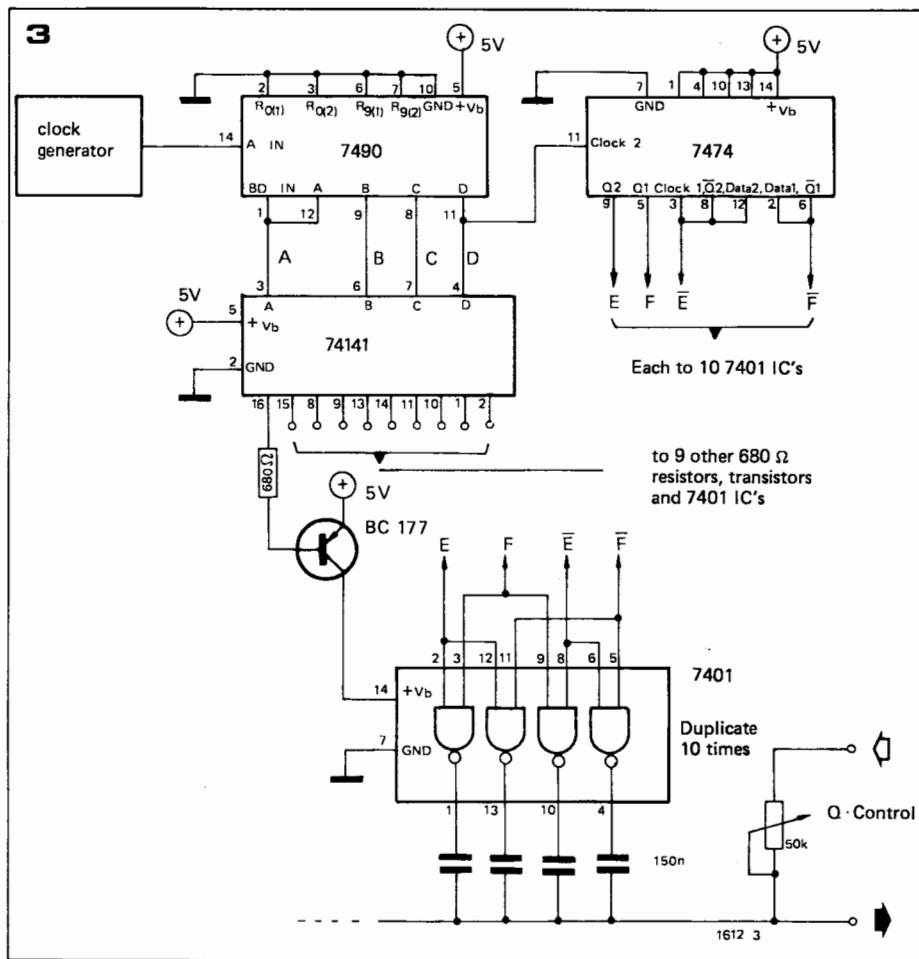 3
5V
5V
2 3 6 7 10 5
R0(1) R0(2) R9(1) R9(2) GND +Vb
clock
generator
14 A IN
7490
BD IN A B C D
1 12 9 8 11
7 1 4 10 13 14
GND +Vb
11 Clock 2
7474
Q2 Q1 Clock 1, Q̅2, Data2, Data1, Q̅1
9 5 3 8 12 2 6
A B C D
E F E̅ F̅
Each to 10 7401 IC's
5V
3 6 7 4
A B C D
5 + Vb
74141
2 GND
16 15 8 9 13 14 11 10 1 2
680Ω
to 9 other 680 Ω
resistors, transistors
and 7401 IC's
5V
BC 177
E F E̅ F̅
2 3 12 11 9 8 6 5
7401
14 +Vb
7 GND
Duplicate
10 times
1 13 10 4
150n
Q · Control
50k
1612 3